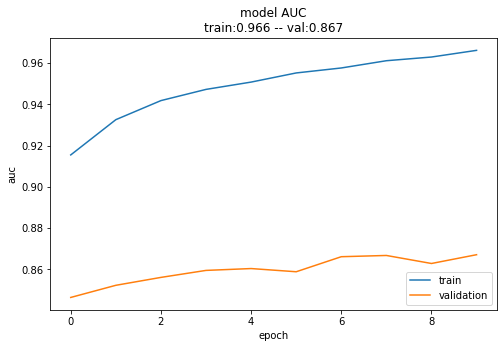 model AUC
train:0.966 -- val:0.867
0.96
0.94
0.92
0.90
0.88
0.86
auc
0
2
4
6
8
epoch
train
validation